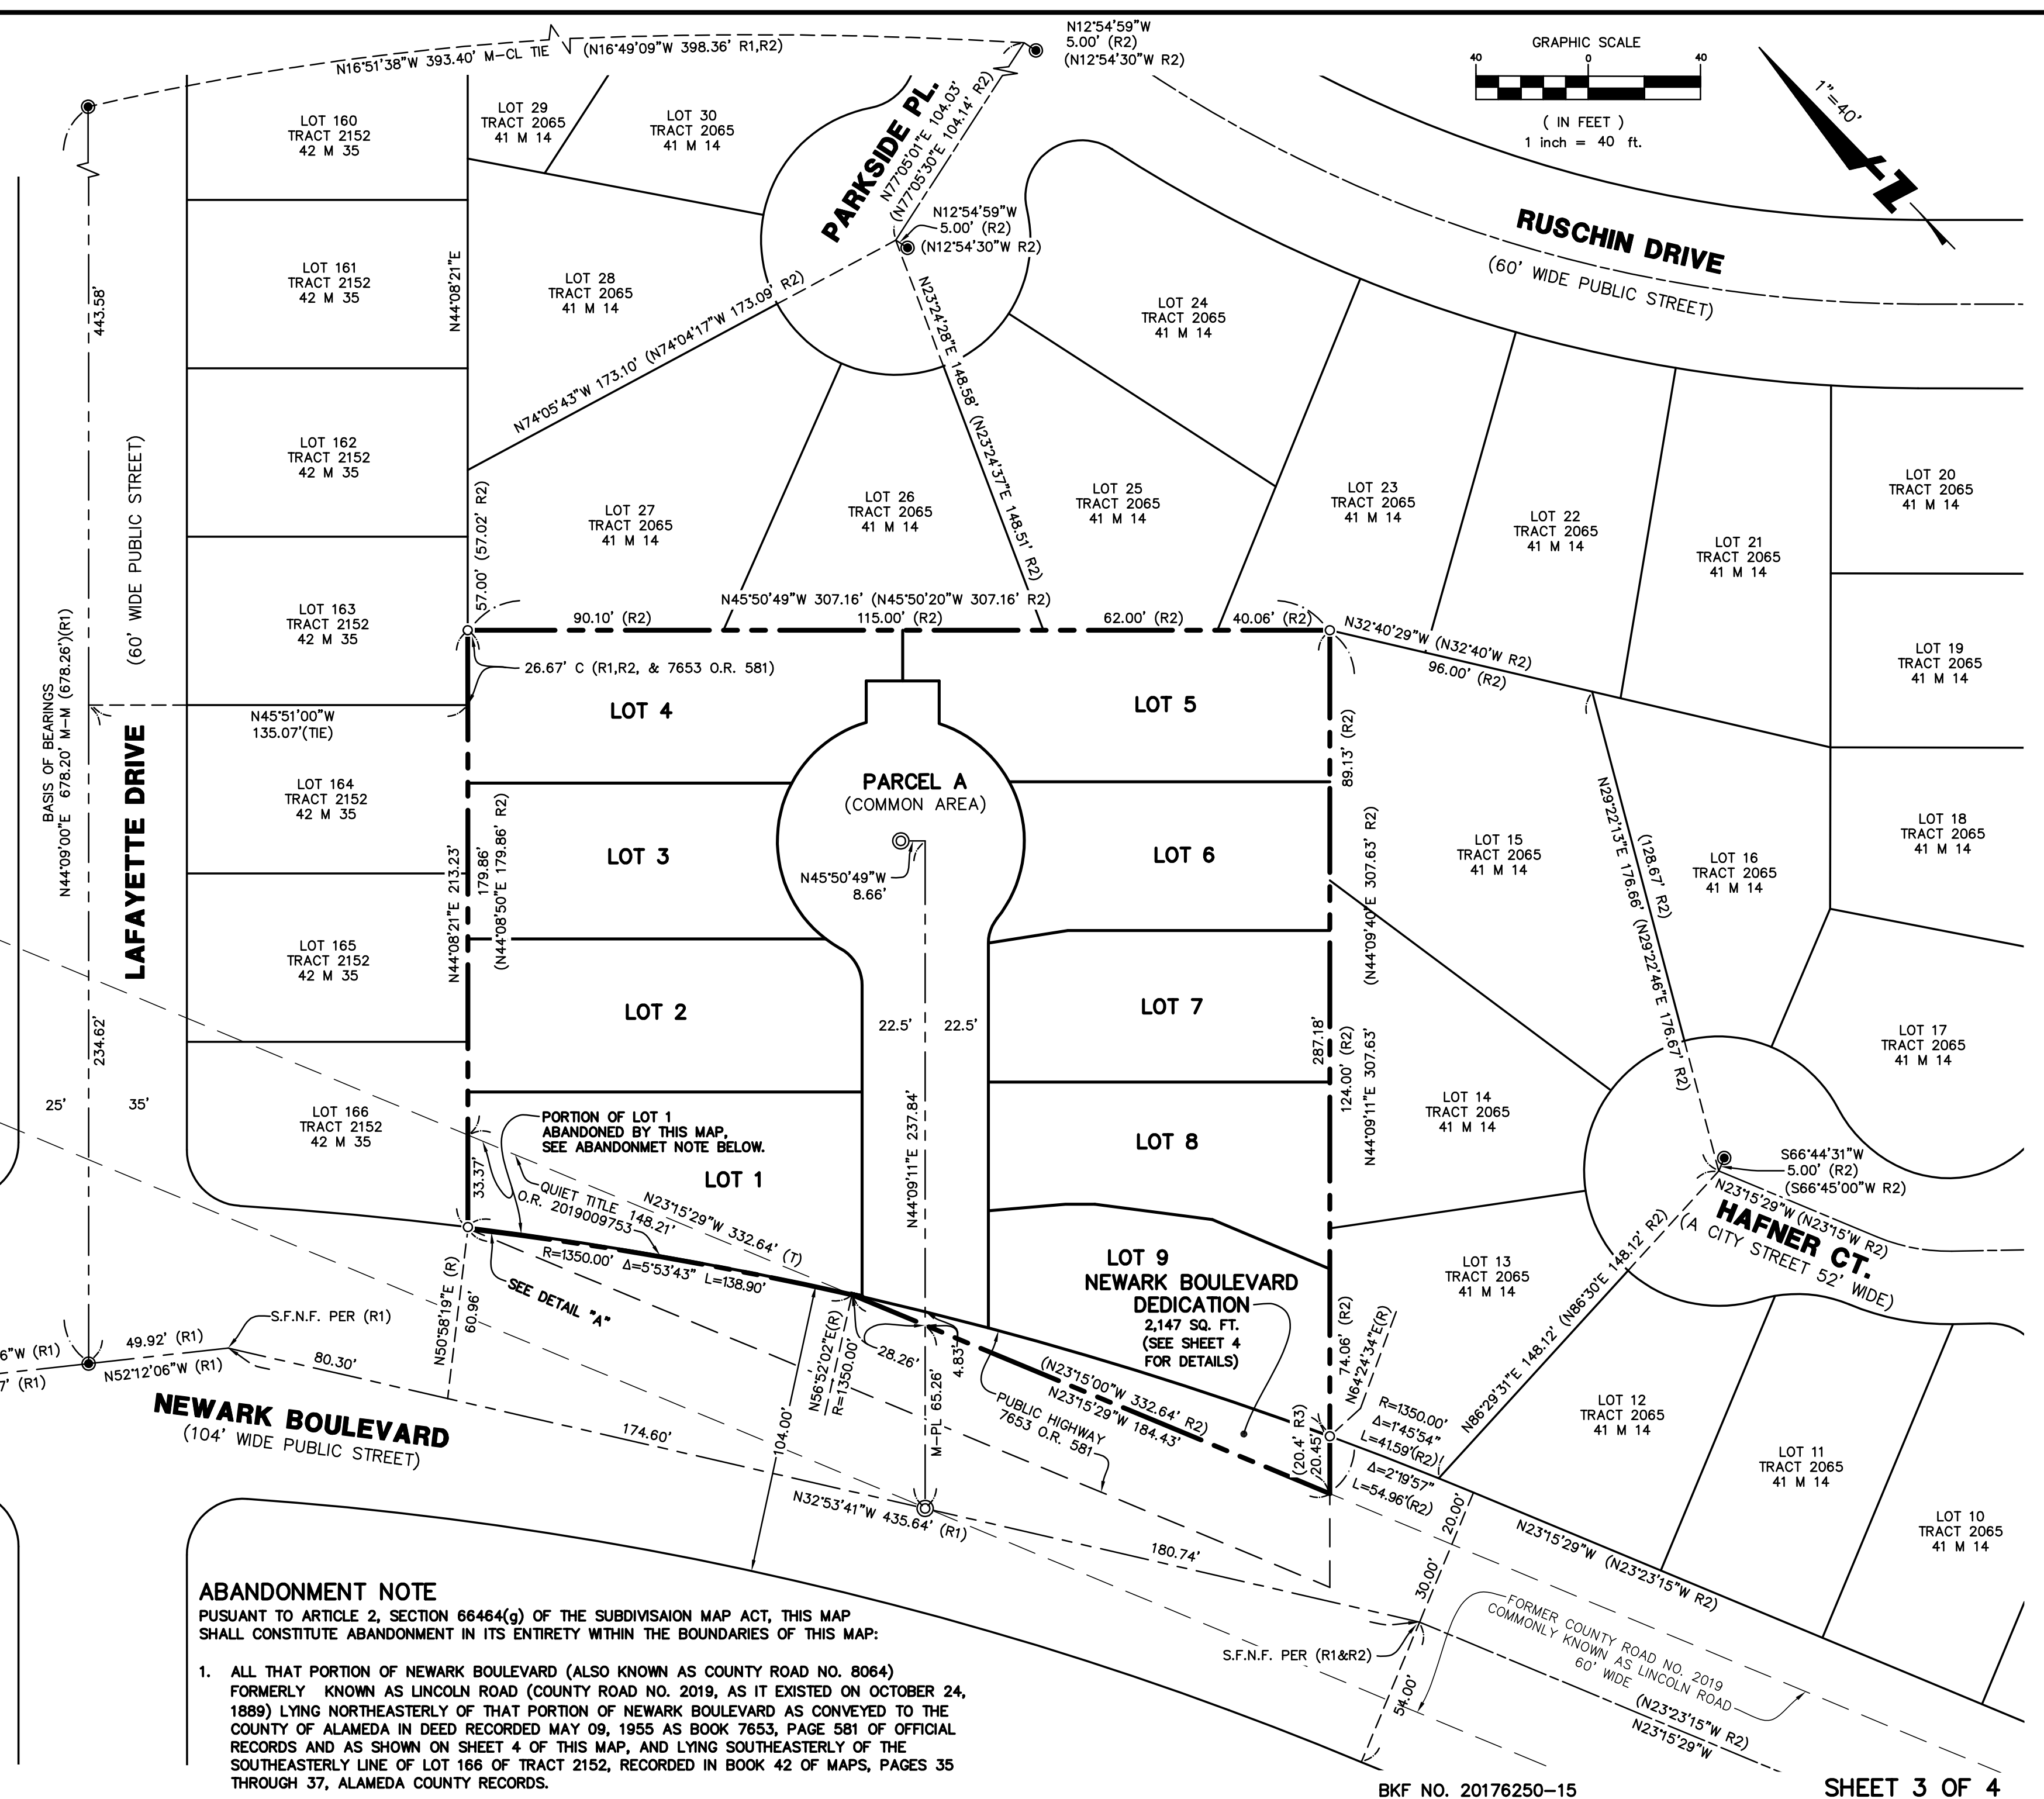 N16°51'38"W 393.40' M-CL TIE (N16°49'09"W 398.36' R1,R2)
N12°54'59"W
5.00' (R2)
(N12°54'30"W R2)
GRAPHIC SCALE
40 0 40
( IN FEET )
1 inch = 40 ft.
1"=40'
N
LOT 160
TRACT 2152
42 M 35
LOT 29
TRACT 2065
41 M 14
LOT 30
TRACT 2065
41 M 14
PARKSIDE PL.
N77°05'01"E 104.03'
(N77°05'30"E 104.14' R2)
N12°54'59"W
5.00' (R2)
(N12°54'30"W R2)
RUSCHIN DRIVE
(60' WIDE PUBLIC STREET)
LOT 161
TRACT 2152
42 M 35
N44°08'21"E
LOT 28
TRACT 2065
41 M 14
443.58'
N74°05'43"W 173.10' (N74°04'17"W 173.09' R2)
N23°24'28"E 148.58' (N23°24'37"E 148.51' R2)
LOT 24
TRACT 2065
41 M 14
LOT 162
TRACT 2152
42 M 35
57.00' (57.02' R2)
LOT 27
TRACT 2065
41 M 14
LOT 26
TRACT 2065
41 M 14
LOT 25
TRACT 2065
41 M 14
LOT 23
TRACT 2065
41 M 14
LOT 22
TRACT 2065
41 M 14
LOT 21
TRACT 2065
41 M 14
LOT 20
TRACT 2065
41 M 14
LOT 163
TRACT 2152
42 M 35
(60' WIDE PUBLIC STREET)
LAFAYETTE DRIVE
BASIS OF BEARINGS
N44°09'00"E 678.20' M-M (678.26')(R1)
N45°50'49"W 307.16' (N45°50'20"W 307.16' R2)
90.10' (R2)
115.00' (R2)
62.00' (R2)
40.06' (R2)
N32°40'29"W (N32°40'W R2)
96.00' (R2)
LOT 19
TRACT 2065
41 M 14
26.67' C (R1,R2, & 7653 O.R. 581)
N45°51'00"W
135.07'(TIE)
LOT 4
LOT 5
89.13' (R2)
LOT 164
TRACT 2152
42 M 35
PARCEL A
(COMMON AREA)
N45°50'49"W
8.66'
LOT 3
LOT 6
LOT 15
TRACT 2065
41 M 14
(128.67' R2)
N29°22'13"E 176.66' (N29°22'46"E 176.67' R2)
LOT 16
TRACT 2065
41 M 14
LOT 18
TRACT 2065
41 M 14
N44°08'21"E 213.23'
179.86'
(N44°08'50"E 179.86' R2)
(N44°09'40"E 307.63' R2)
LOT 165
TRACT 2152
42 M 35
LOT 2
22.5' 22.5'
LOT 7
287.18'
124.00' (R2)
N44°09'11"E 307.63'
LOT 17
TRACT 2065
41 M 14
234.62'
25' 35'
LOT 166
TRACT 2152
42 M 35
PORTION OF LOT 1
ABANDONED BY THIS MAP,
SEE ABANDONMET NOTE BELOW.
LOT 1
33.37'
QUIET TITLE 148.21'
O.R. 2019009753
N23°15'29"W 332.64' (T)
R=1350.00' Δ=5°53'43" L=138.90'
SEE DETAIL "A"
N44°09'11"E 237.84'
LOT 8
LOT 14
TRACT 2065
41 M 14
S66°44'31"W
5.00' (R2)
(S66°45'00"W R2)
N23°15'29"W (N23°15'W R2)
HAFNER CT.
(A CITY STREET 52' WIDE)
LOT 9
NEWARK BOULEVARD
DEDICATION
2,147 SQ. FT.
(SEE SHEET 4
FOR DETAILS)
LOT 13
TRACT 2065
41 M 14
N86°29'31"E 148.12' (N86°30'E 148.12' R2)
6"W (R1)
7' (R1)
49.92' (R1)
N52°12'06"W (R1)
S.F.N.F. PER (R1)
80.30'
N50°58'19"E (R)
60.96'
NEWARK BOULEVARD
(104' WIDE PUBLIC STREET)
174.60'
104.00'
N56°52'02"E(R)
R=1350.00'
28.26'
4.83'
M-PL 65.26'
(N23°15'00"W 332.64' R2)
N23°15'29"W 184.43'
PUBLIC HIGHWAY
7653 O.R. 581
74.06' (R2)
N64°24'34"E(R)
(20.4' R3)
20.45'
R=1350.00'
Δ=1°45'54"
L=41.59'(R2)
Δ=2°19'57"
L=54.96'(R2)
LOT 12
TRACT 2065
41 M 14
LOT 11
TRACT 2065
41 M 14
LOT 10
TRACT 2065
41 M 14
N32°53'41"W 435.64' (R1)
180.74'
20.00'
30.00'
54.00'
N23°15'29"W (N23°23'15"W R2)
FORMER COUNTY ROAD NO. 2019
COMMONLY KNOWN AS LINCOLN ROAD
60' WIDE
(N23°23'15"W R2)
N23°15'29"W
S.F.N.F. PER (R1&R2)
ABANDONMENT NOTE
PUSUANT TO ARTICLE 2, SECTION 66464(g) OF THE SUBDIVISAION MAP ACT, THIS MAP
SHALL CONSTITUTE ABANDONMENT IN ITS ENTIRETY WITHIN THE BOUNDARIES OF THIS MAP:
1. ALL THAT PORTION OF NEWARK BOULEVARD (ALSO KNOWN AS COUNTY ROAD NO. 8064)
FORMERLY KNOWN AS LINCOLN ROAD (COUNTY ROAD NO. 2019, AS IT EXISTED ON OCTOBER 24,
1889) LYING NORTHEASTERLY OF THAT PORTION OF NEWARK BOULEVARD AS CONVEYED TO THE
COUNTY OF ALAMEDA IN DEED RECORDED MAY 09, 1955 AS BOOK 7653, PAGE 581 OF OFFICIAL
RECORDS AND AS SHOWN ON SHEET 4 OF THIS MAP, AND LYING SOUTHEASTERLY OF THE
SOUTHEASTERLY LINE OF LOT 166 OF TRACT 2152, RECORDED IN BOOK 42 OF MAPS, PAGES 35
THROUGH 37, ALAMEDA COUNTY RECORDS.
BKF NO. 20176250-15
SHEET 3 OF 4